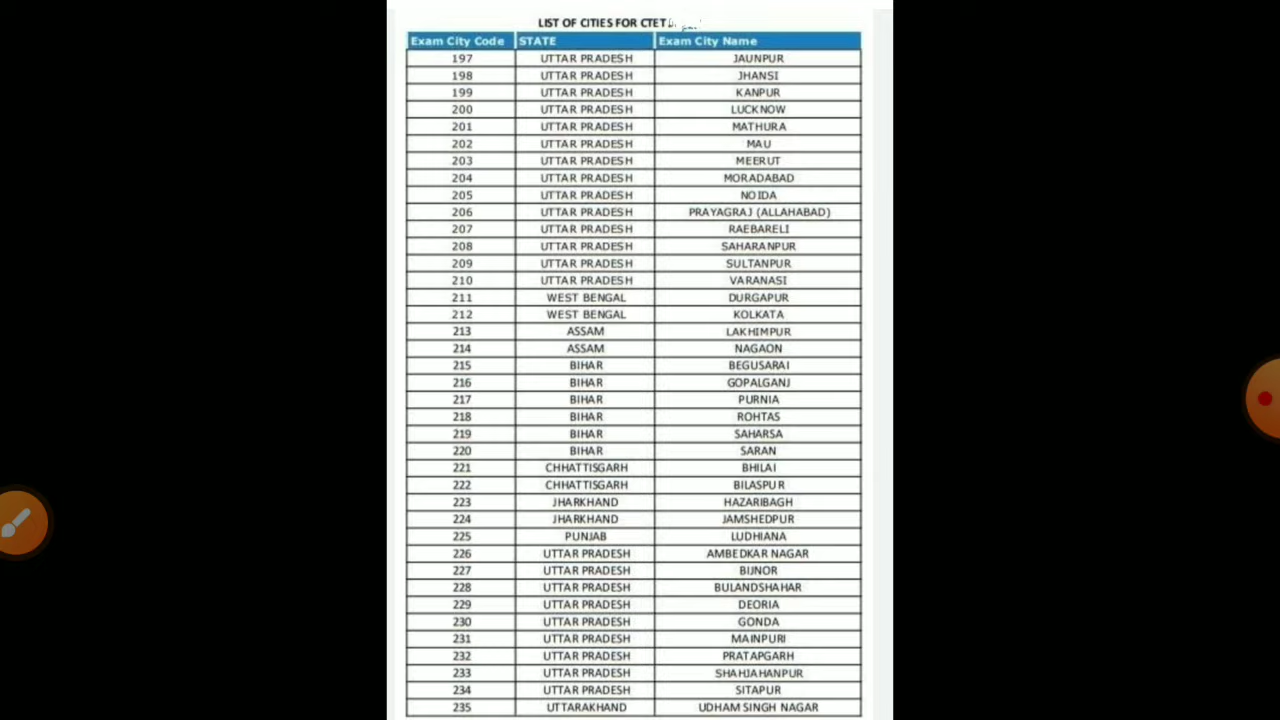 LIST OF CITIES FOR CTET
Exam City Code STATE Exam City Name
197 UTTAR PRADESH JAUNPUR
198 UTTAR PRADESH JHANSI
199 UTTAR PRADESH KANPUR
200 UTTAR PRADESH LUCKNOW
201 UTTAR PRADESH MATHURA
202 UTTAR PRADESH MAU
203 UTTAR PRADESH MEERUT
204 UTTAR PRADESH MORADABAD
205 UTTAR PRADESH NOIDA
206 UTTAR PRADESH PRAYAGRAJ (ALLAHABAD)
207 UTTAR PRADESH RAEBARELI
208 UTTAR PRADESH SAHARANPUR
209 UTTAR PRADESH SULTANPUR
210 UTTAR PRADESH VARANASI
211 WEST BENGAL DURGAPUR
212 WEST BENGAL KOLKATA
213 ASSAM LAKHIMPUR
214 ASSAM NAGAON
215 BIHAR BEGUSARAI
216 BIHAR GOPALGANJ
217 BIHAR PURNIA
218 BIHAR ROHTAS
219 BIHAR SAHARSA
220 BIHAR SARAN
221 CHHATTISGARH BHILAI
222 CHHATTISGARH BILASPUR
223 JHARKHAND HAZARIBAGH
224 JHARKHAND JAMSHEDPUR
225 PUNJAB LUDHIANA
226 UTTAR PRADESH AMBEDKAR NAGAR
227 UTTAR PRADESH BIJNOR
228 UTTAR PRADESH BULANDSHAHAR
229 UTTAR PRADESH DEORIA
230 UTTAR PRADESH GONDA
231 UTTAR PRADESH MAINPURI
232 UTTAR PRADESH PRATAPGARH
233 UTTAR PRADESH SHAHJAHANPUR
234 UTTAR PRADESH SITAPUR
235 UTTARAKHAND UDHAM SINGH NAGAR